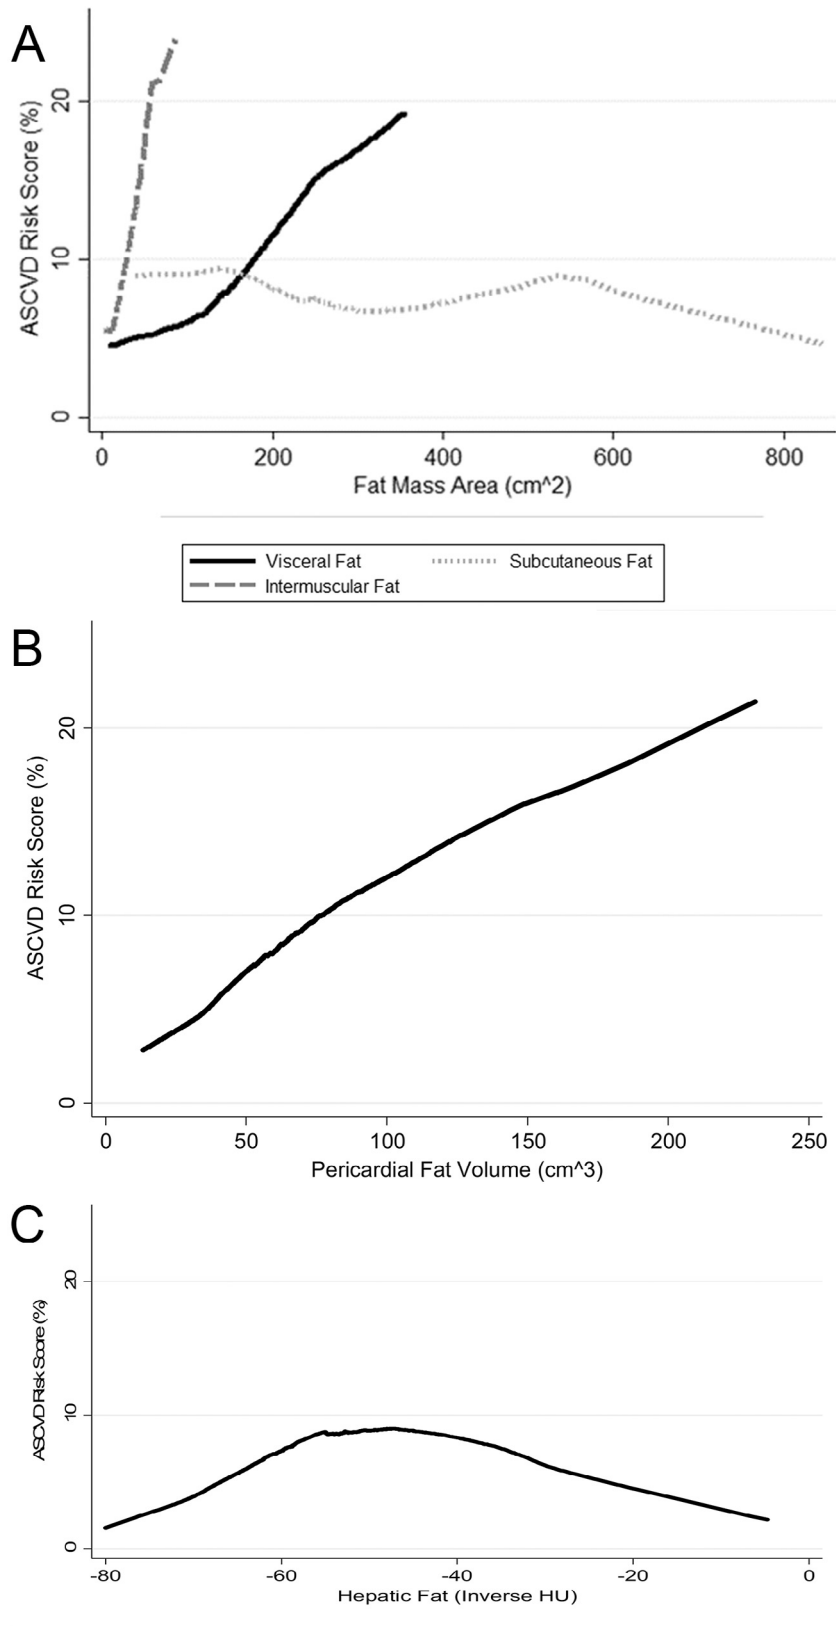 A
ASCVD Risk Score (%)
20
10
0
0 200 400 600 800
Fat Mass Area (cm^2)
Visceral Fat Subcutaneous Fat
Intermuscular Fat
B
ASCVD Risk Score (%)
20
10
0
0 50 100 150 200 250
Pericardial Fat Volume (cm^3)
C
ASCVD Risk Score (%)
20
10
0
-80 -60 -40 -20 0
Hepatic Fat (Inverse HU)